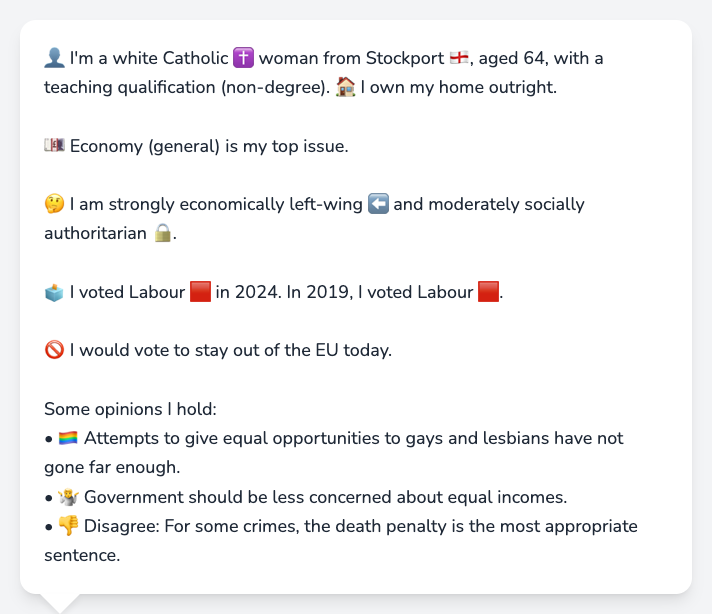 👤 I'm a white Catholic ✝️ woman from Stockport 🏴󠁧󠁢󠁥󠁮󠁧󠁿, aged 64, with a
teaching qualification (non-degree). 🏠 I own my home outright.
💷 Economy (general) is my top issue.
🤔 I am strongly economically left-wing ⬅️ and moderately socially
authoritarian 🔒.
🗳️ I voted Labour 🟥 in 2024. In 2019, I voted Labour 🟥.
🚫 I would vote to stay out of the EU today.
Some opinions I hold:
• 🏳️‍🌈 Attempts to give equal opportunities to gays and lesbians have not
gone far enough.
• 🤷 Government should be less concerned about equal incomes.
• 👎 Disagree: For some crimes, the death penalty is the most appropriate
sentence.